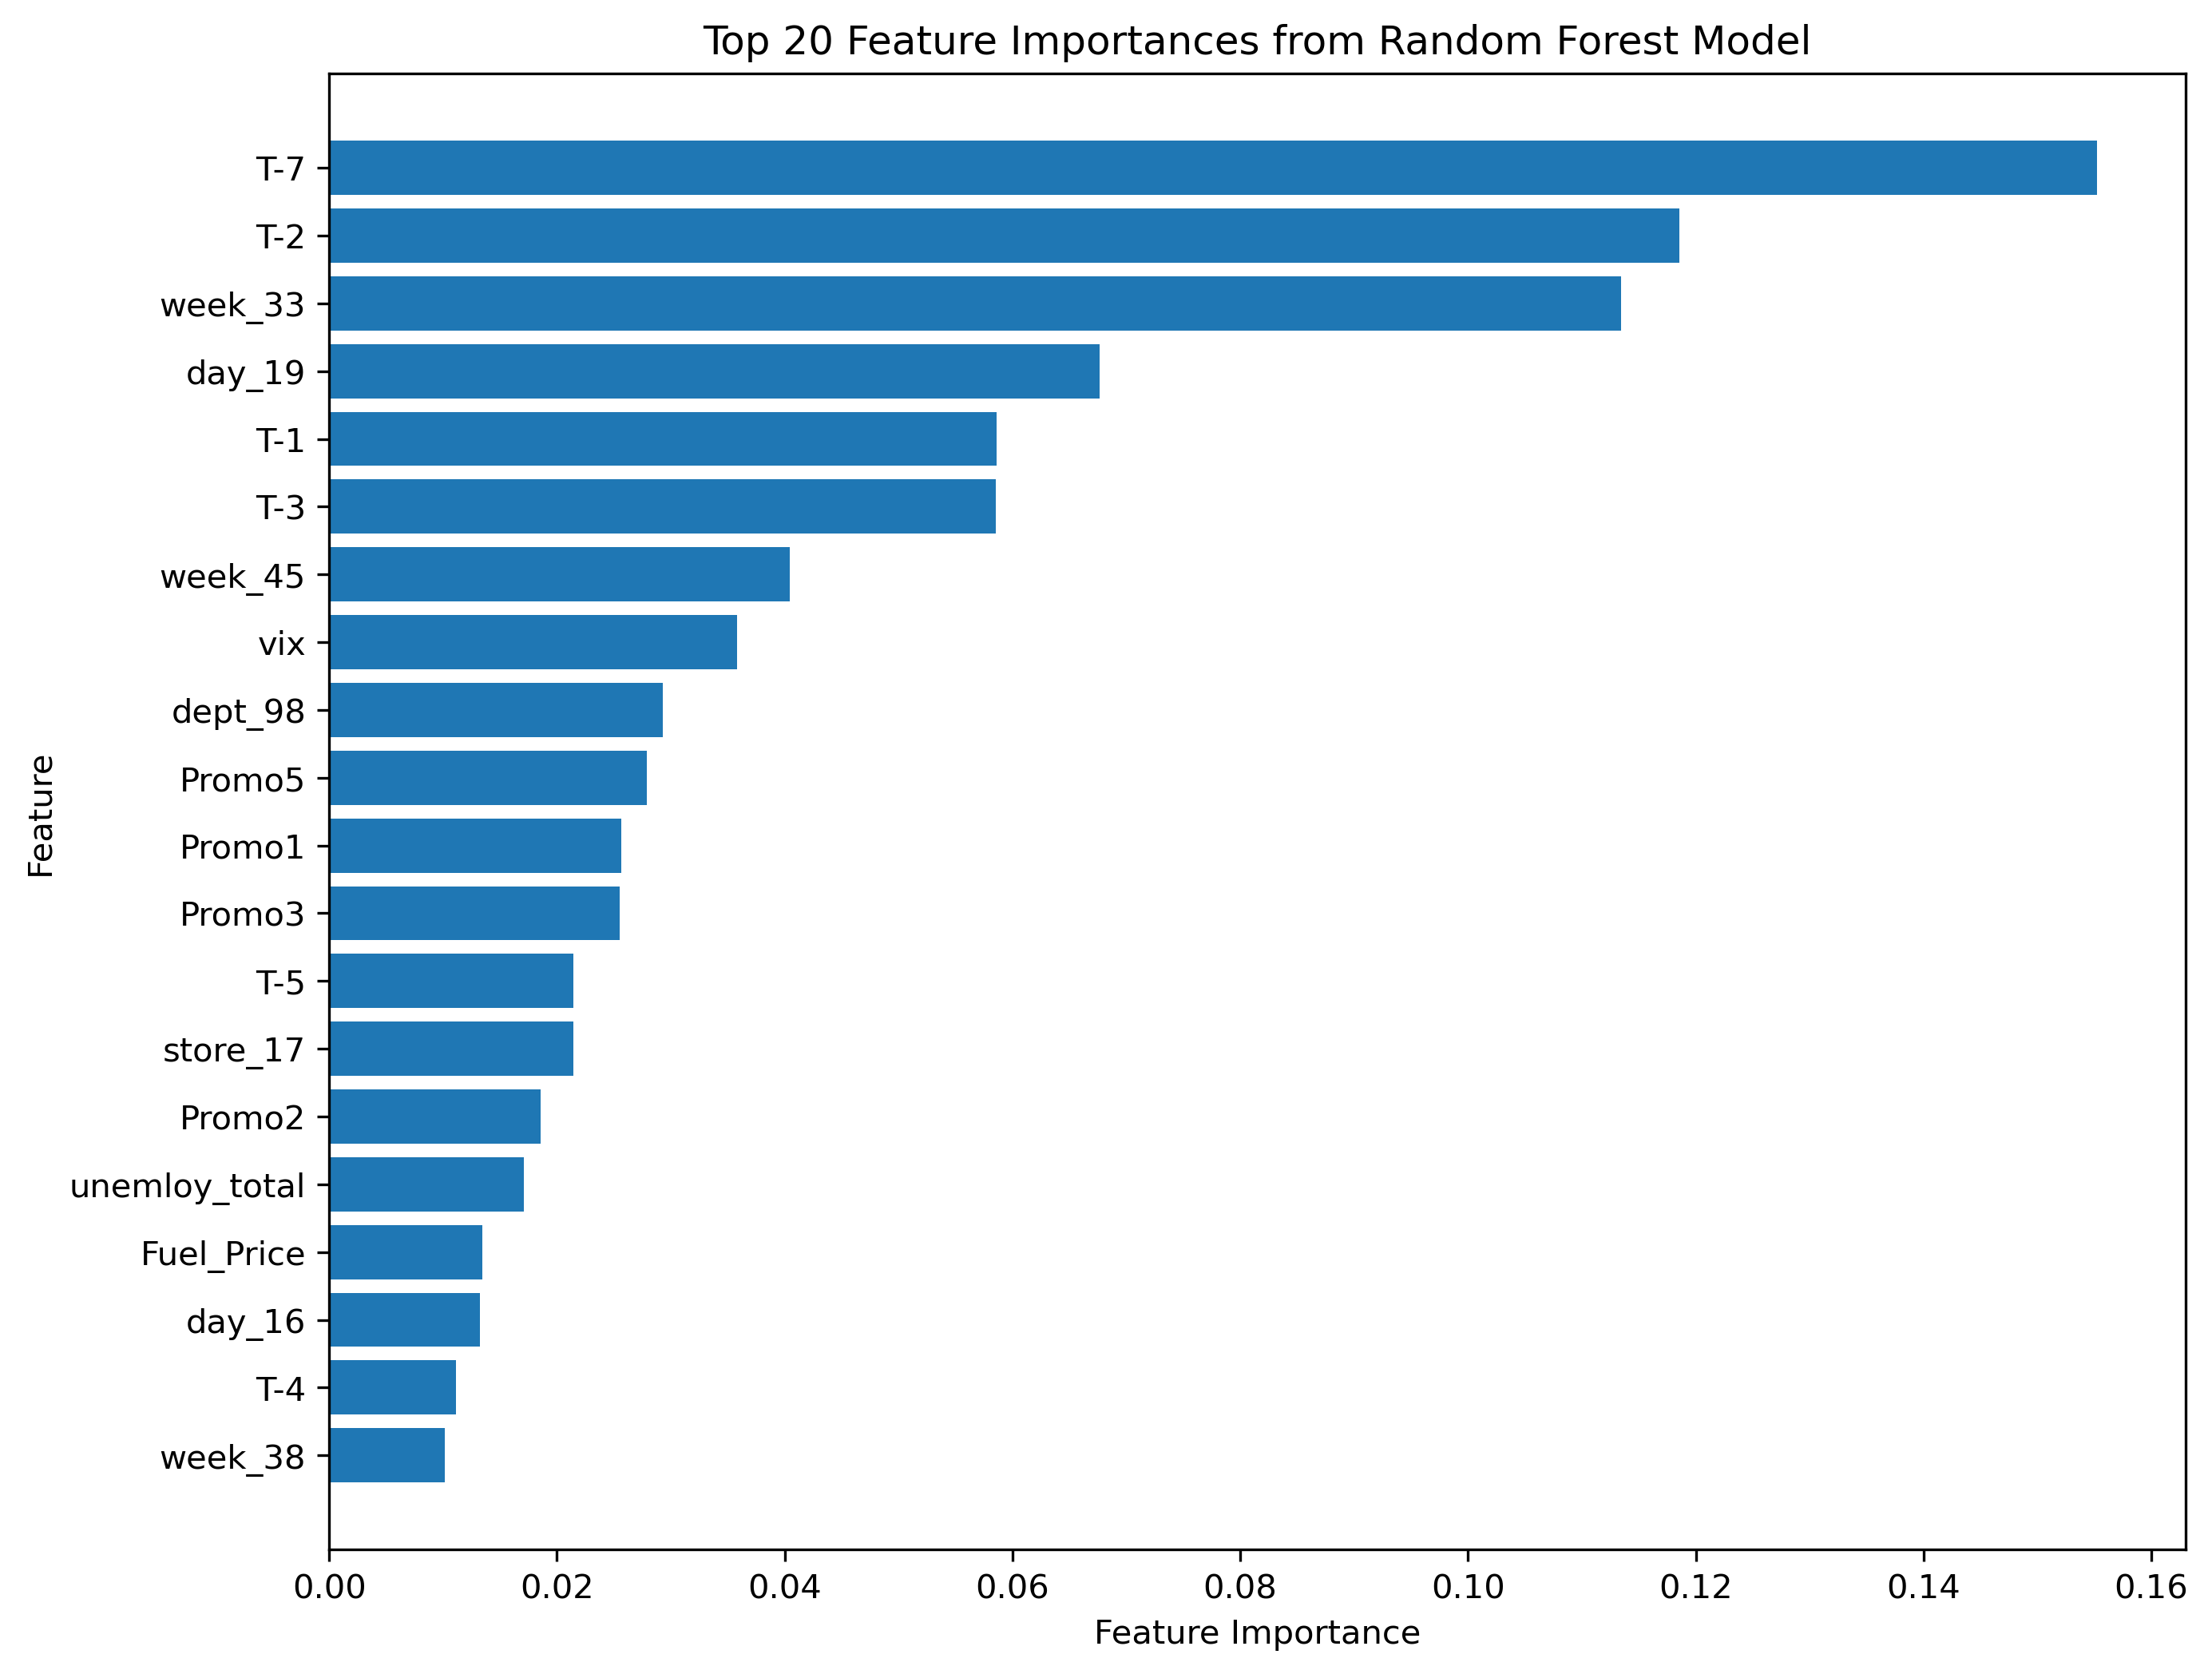 Top 20 Feature Importances from Random Forest Model
T-7
T-2
week_33
day_19
T-1
T-3
week_45
vix
dept_98
Promo5
Promo1
Promo3
T-5
store_17
Promo2
unemloy_total
Fuel_Price
day_16
T-4
week_38
Feature
0.00 0.02 0.04 0.06 0.08 0.10 0.12 0.14 0.16
Feature Importance